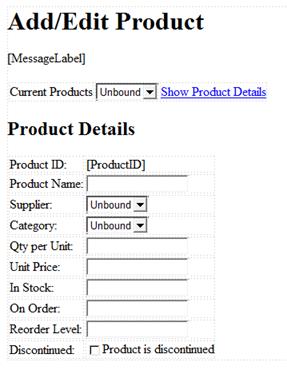 Add/Edit Product
[MessageLabel]
Current Products Unbound Show Product Details
Product Details
Product ID: [ProductID]
Product Name:
Supplier: Unbound
Category: Unbound
Qty per Unit:
Unit Price:
In Stock:
On Order:
Reorder Level:
Discontinued: Product is discontinued